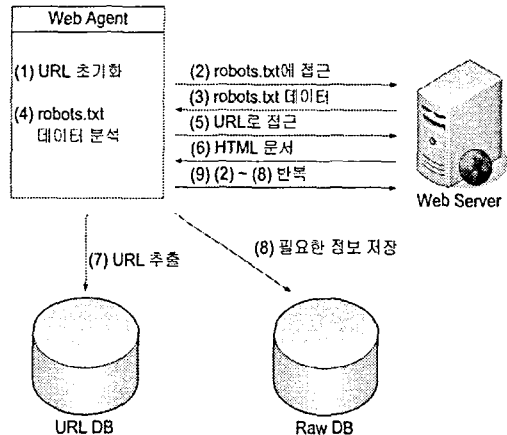 Web Agent
(1) URL 초기화
(2) robots.txt에 접근
(3) robots.txt 데이터
(4) robots.txt
데이터 분석
(5) URL로 접근
(6) HTML 문서
(9) (2) ~ (8) 반복
Web Server
(7) URL 추출
(8) 필요한 정보 저장
URL DB
Raw DB